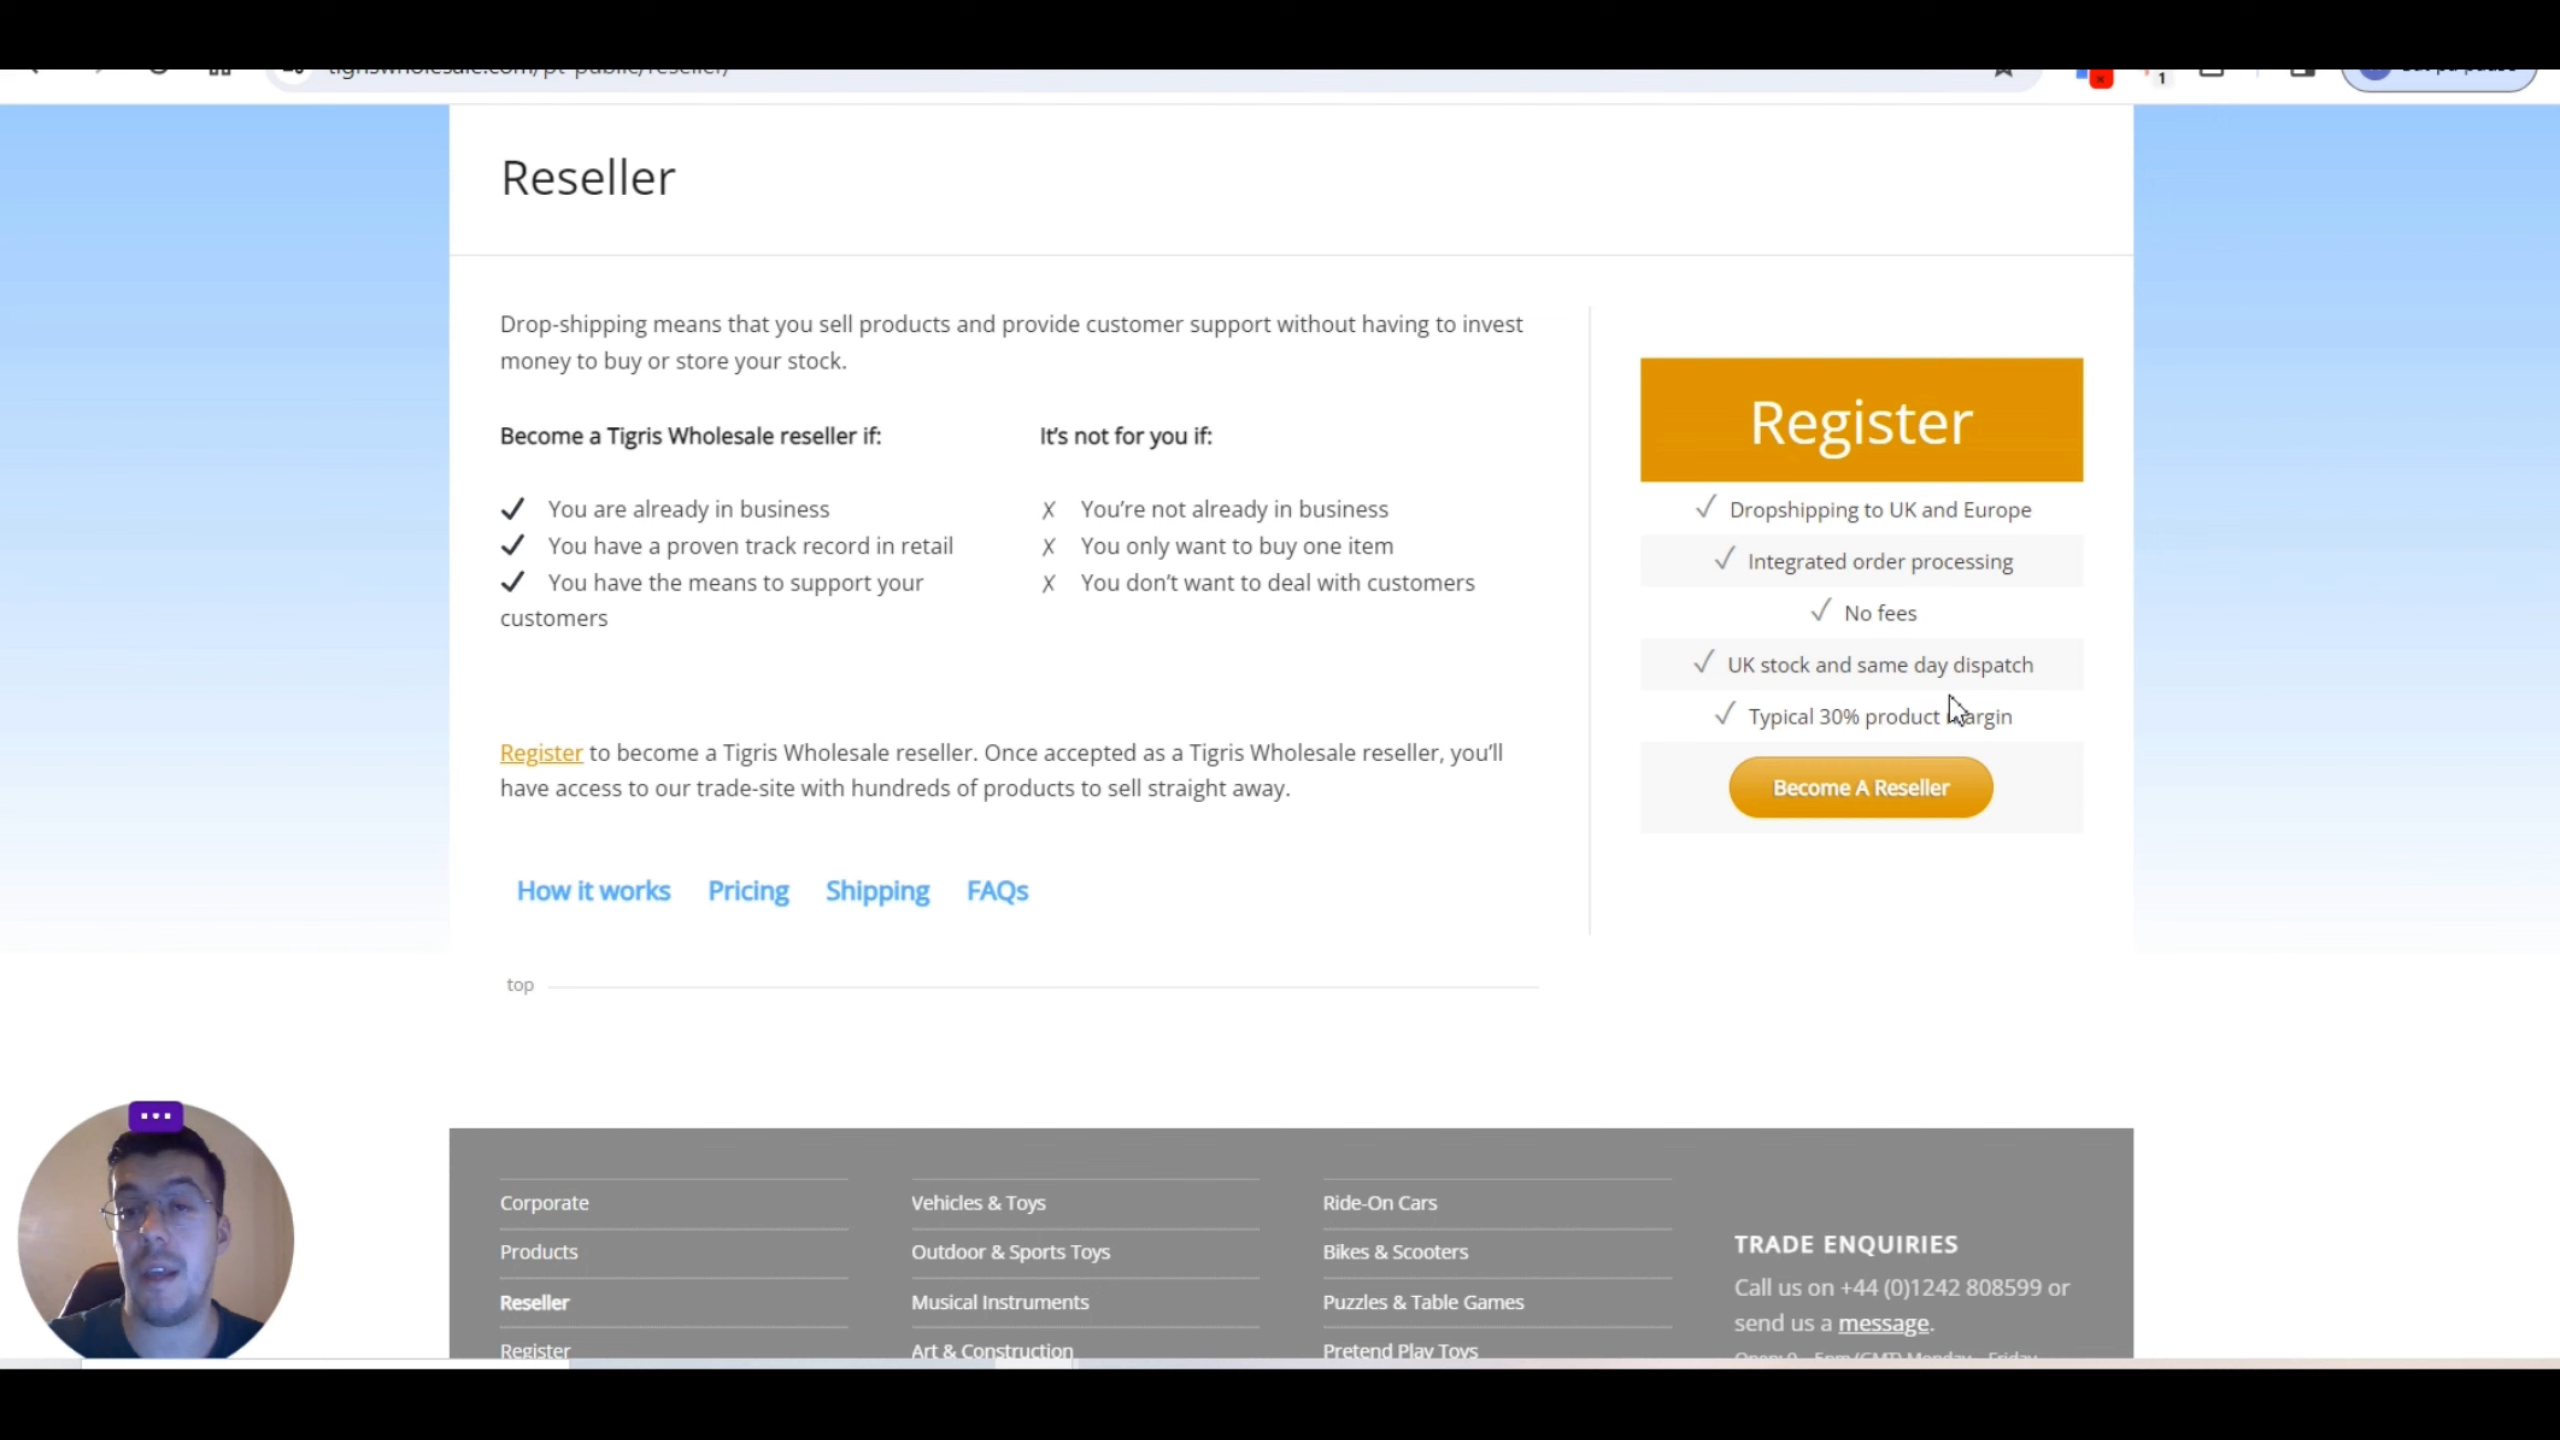 Reseller
Drop-shipping means that you sell products and provide customer support without having to invest
money to buy or store your stock.
Become a Tigris Wholesale reseller if:
✓ You are already in business
✓ You have a proven track record in retail
✓ You have the means to support your
customers
It's not for you if:
X You're not already in business
X You only want to buy one item
X You don't want to deal with customers
Register to become a Tigris Wholesale reseller. Once accepted as a Tigris Wholesale reseller, you'll
have access to our trade-site with hundreds of products to sell straight away.
How it works Pricing Shipping FAQs
top
Register
✓ Dropshipping to UK and Europe
✓ Integrated order processing
✓ No fees
✓ UK stock and same day dispatch
✓ Typical 30% product margin
Become A Reseller
Corporate
Products
Reseller
Register
Vehicles & Toys
Outdoor & Sports Toys
Musical Instruments
Art & Construction
Ride-On Cars
Bikes & Scooters
Puzzles & Table Games
Pretend Play Toys
TRADE ENQUIRIES
Call us on +44 (0)1242 808599 or
send us a message.